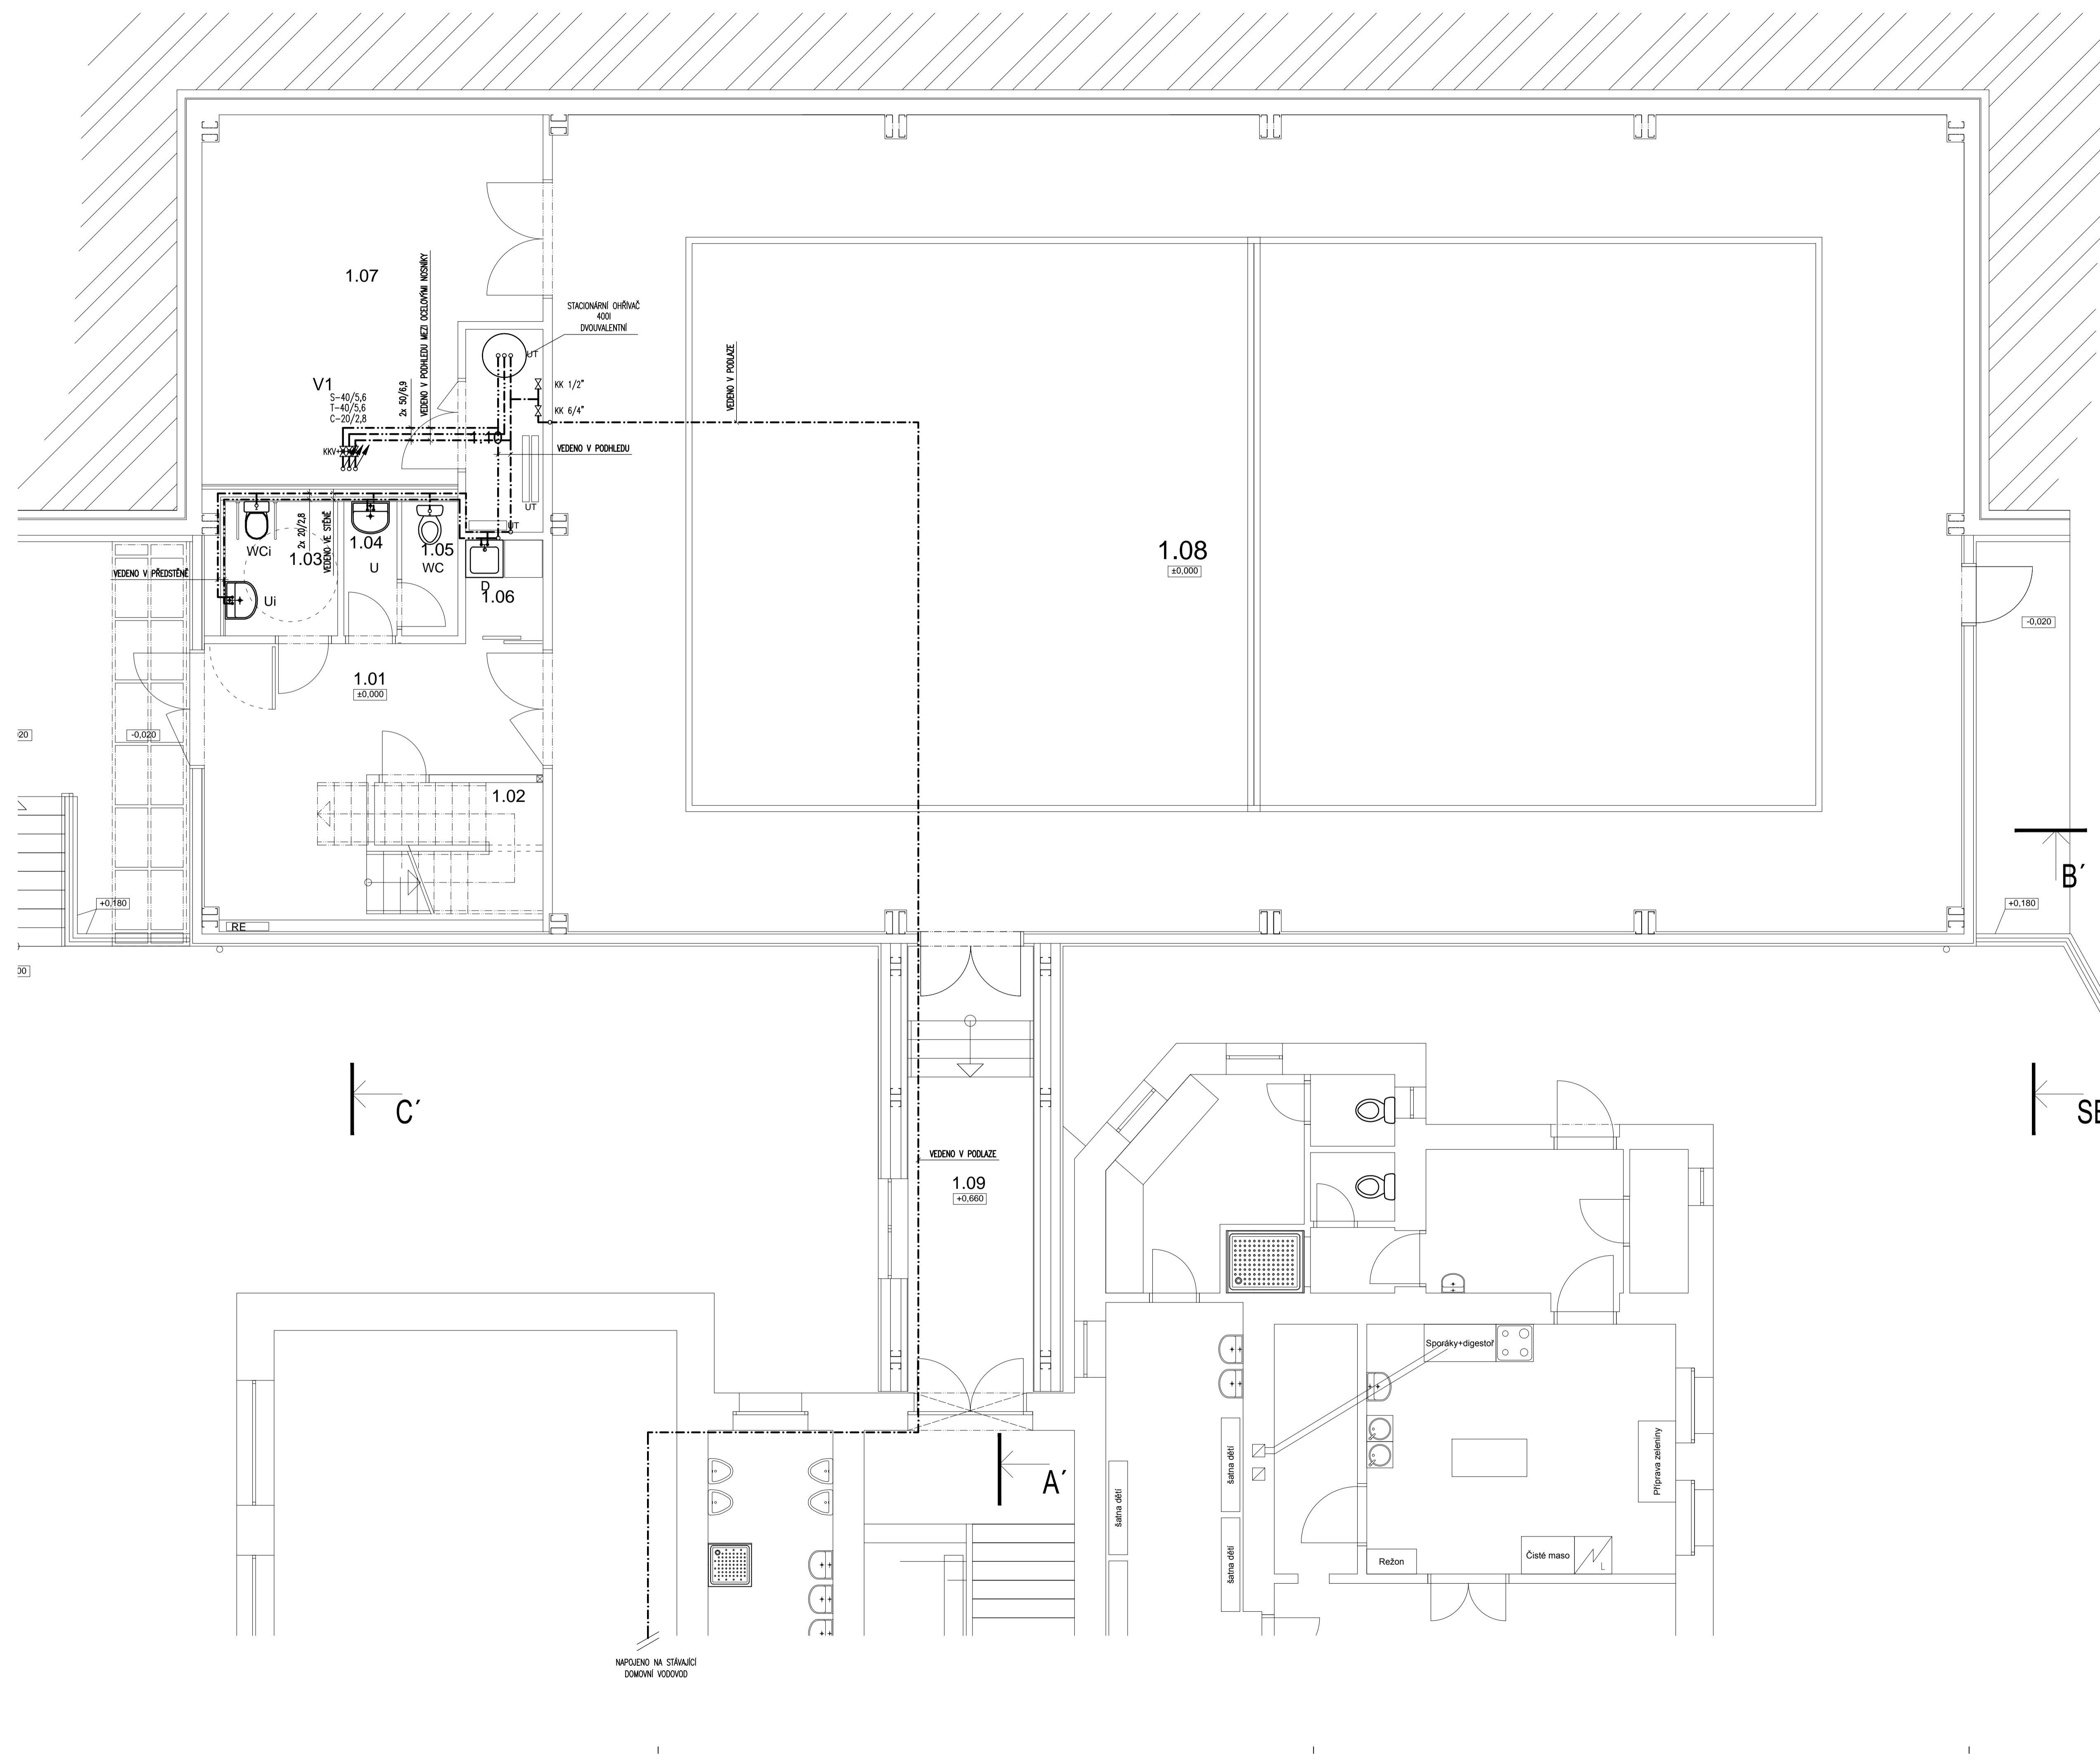 1.07
VEDENO V PODHLEDU MEZI OCELOVÝMI NOSNÍKY
2x 50/6,9
STACIONÁRNÍ OHŘÍVAČ
400l
DVOUVALENTNÍ
UT
KK 1/2"
KK 6/4"
VEDENO V PODLAZE
V1
S-40/5,6
T-40/5,6
C-20/2,8
KKV+
1.10
VEDENO V PODHLEDU
UT
UT
WCi
1.03
2x 20/2,8
VEDENO VE STĚNĚ
1.04
U
1.05
WC
D
1.06
VEDENO V PŘEDSTĚNĚ
Ui
1.08
±0,000
-0,020
1.01
±0,000
-0,020
1.02
+0,180
RE
B´
+0,180
C´
SE
VEDENO V PODLAZE
1.09
+0,660
Sporáky+digestoř
šatna dětí
šatna dětí
šatna dětí
Příprava zeleniny
A´
Režon
Čisté maso
L
NAPOJENO NA STÁVAJÍCÍ
DOMOVNÍ VODOVOD